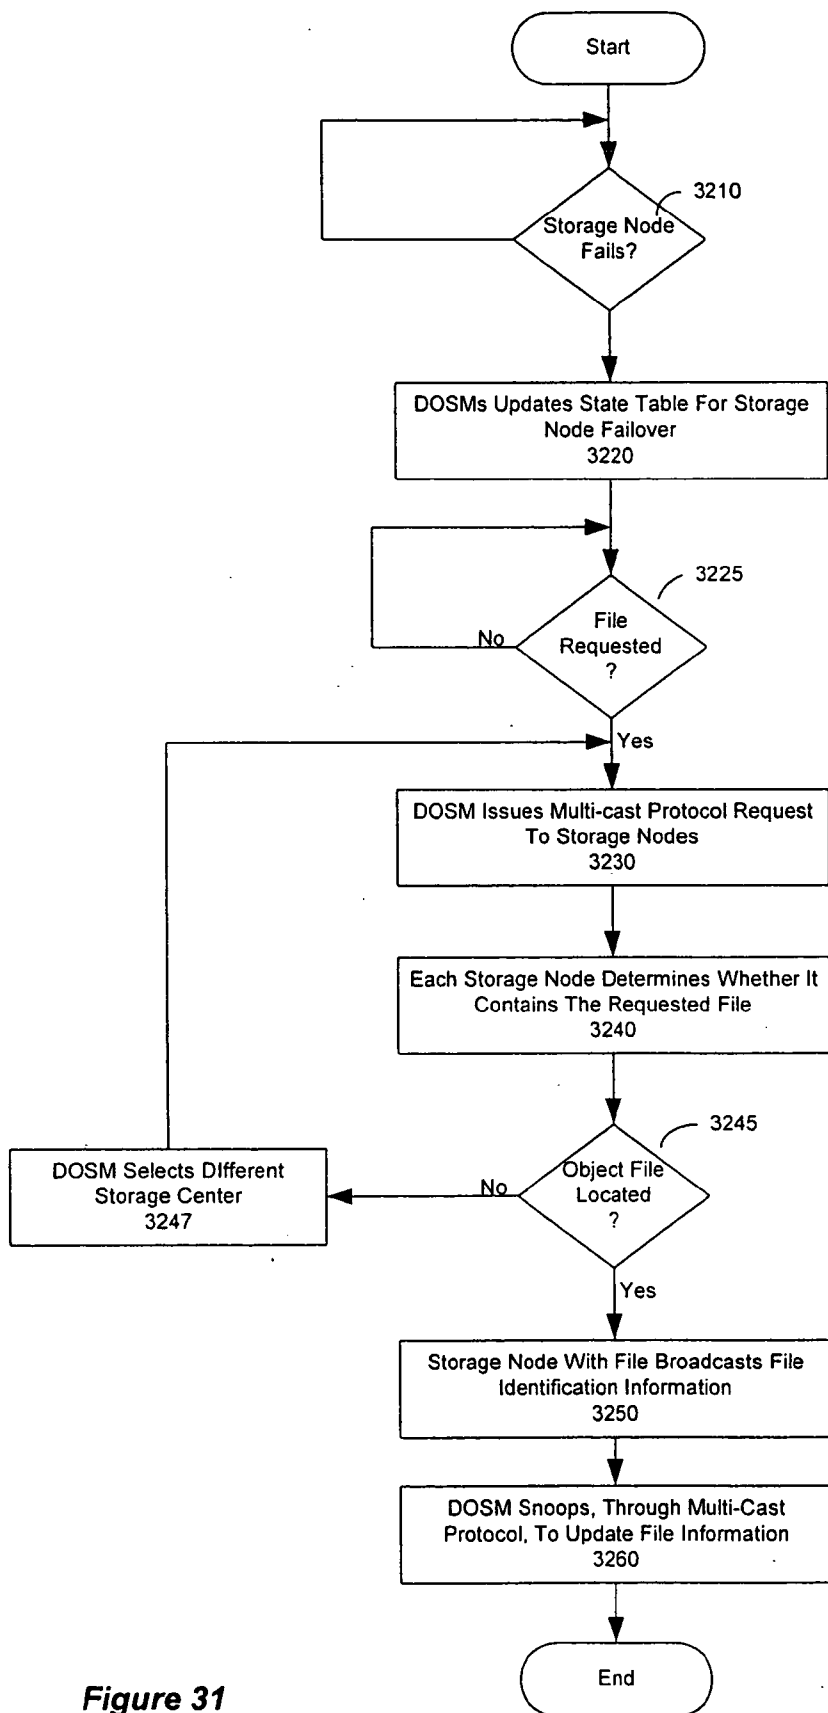 Start
3210
Storage Node
Fails?
DOSMs Updates State Table For Storage
Node Failover
3220
3225
File
Requested
?
No
Yes
DOSM Issues Multi-cast Protocol Request
To Storage Nodes
3230
Each Storage Node Determines Whether It
Contains The Requested File
3240
3245
Object File
Located
?
No
DOSM Selects DIfferent
Storage Center
3247
Yes
Storage Node With File Broadcasts File
Identification Information
3250
DOSM Snoops, Through Multi-Cast
Protocol, To Update File Information
3260
End
Figure 31